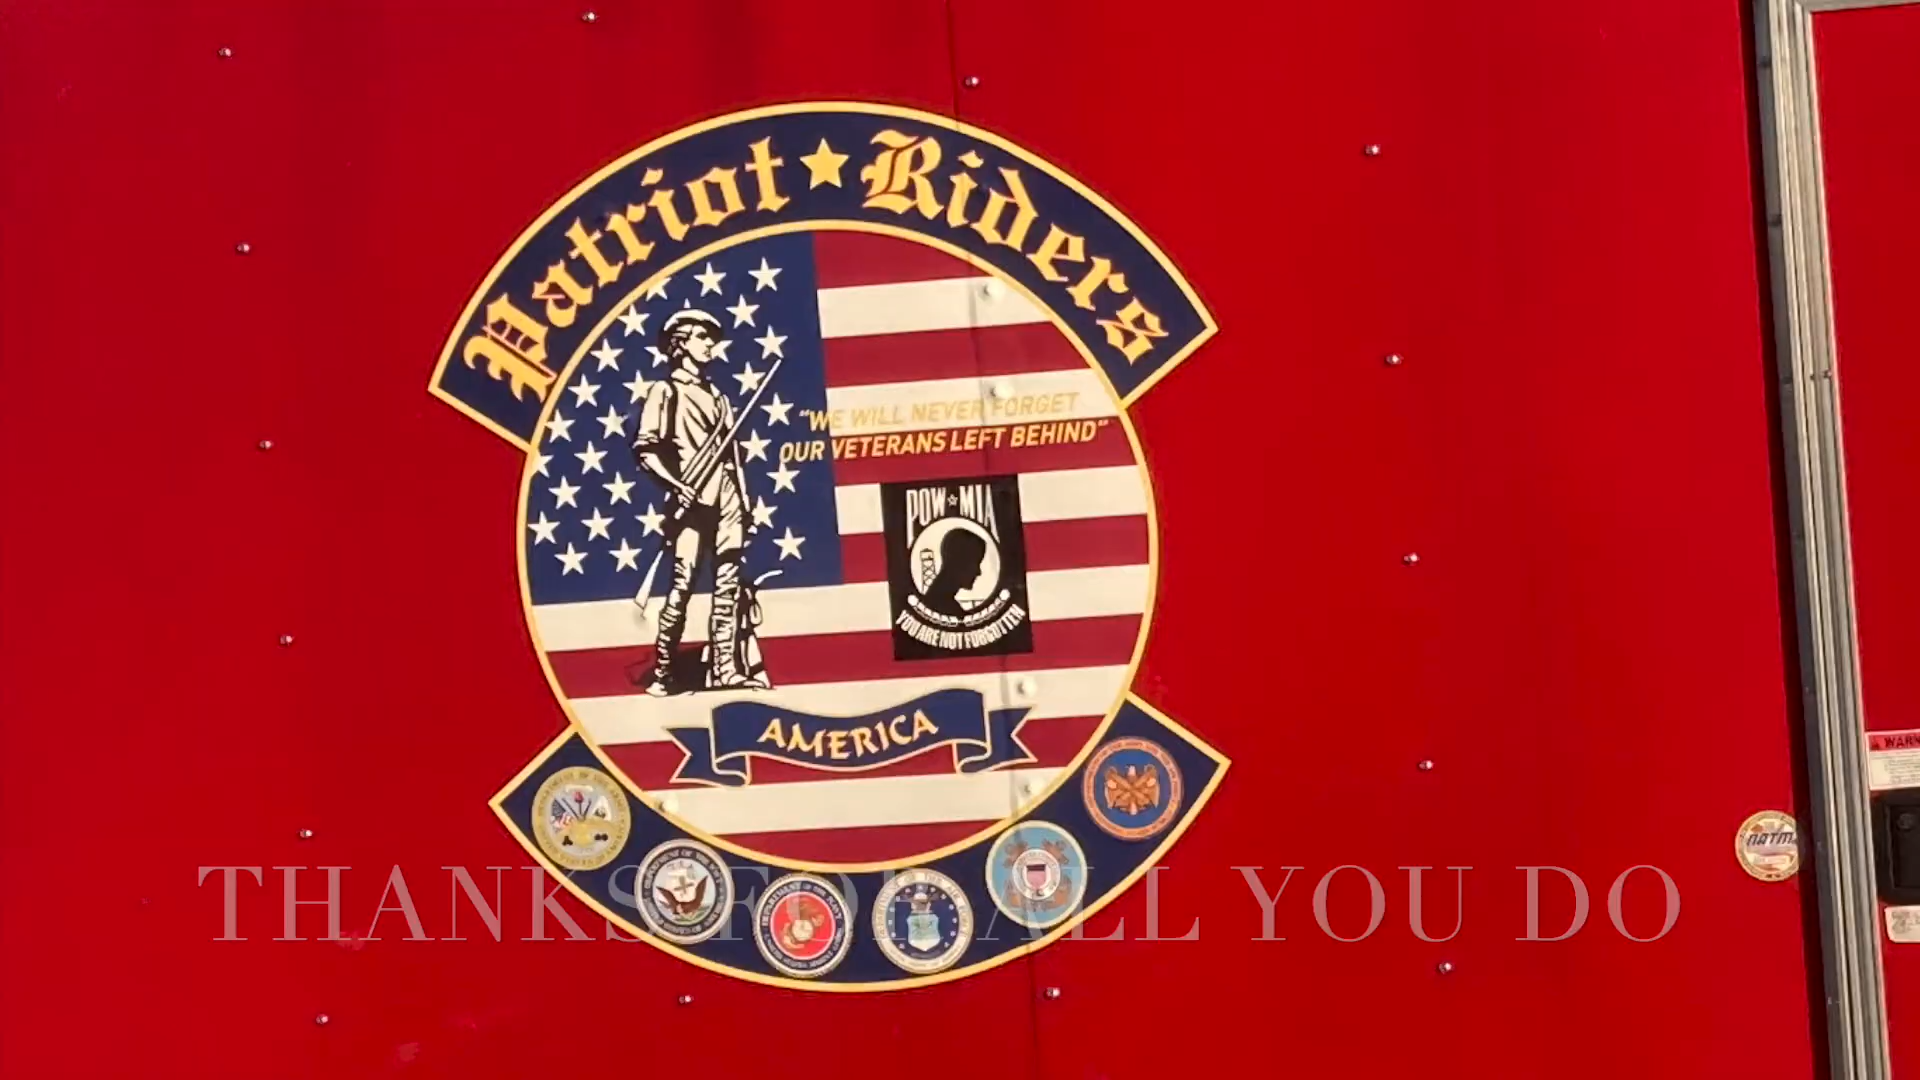 Patriot Riders
"WE WILL NEVER FORGET
OUR VETERANS LEFT BEHIND"
POW MIA
YOU ARE NOT FORGOTTEN
AMERICA
THANKS FOR ALL YOU DO
NATM